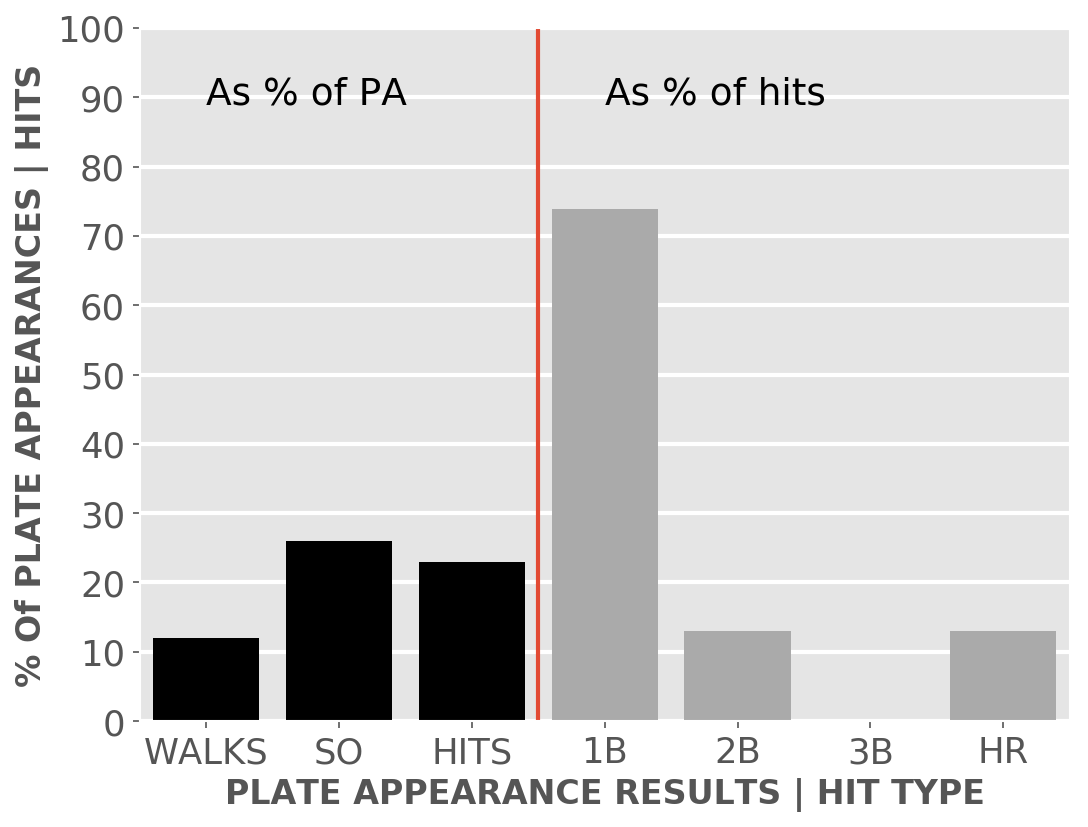 % Of PLATE APPEARANCES | HITS
100
90
80
70
60
50
40
30
20
10
0
As % of PA
As % of hits
WALKS SO HITS 1B 2B 3B HR
PLATE APPEARANCE RESULTS | HIT TYPE